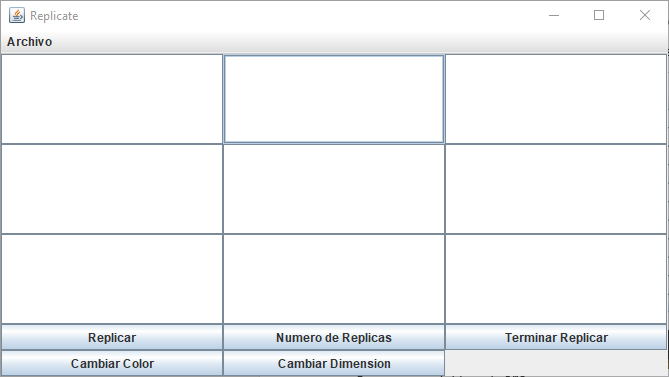 Replicate
Archivo
Replicar Numero de Replicas Terminar Replicar
Cambiar Color Cambiar Dimension